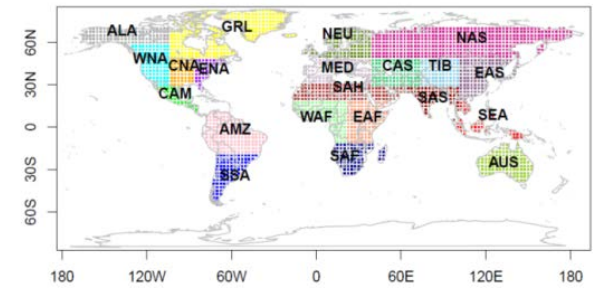 ALA GRL NEU NAS
WNA CNA ENA MED CAS TIB EAS
CAM SAH SAS
WAF EAF SEA
AMZ
SSA SAF AUS
60N
30N
0
30S
60S
180 120W 60W 0 60E 120E 180